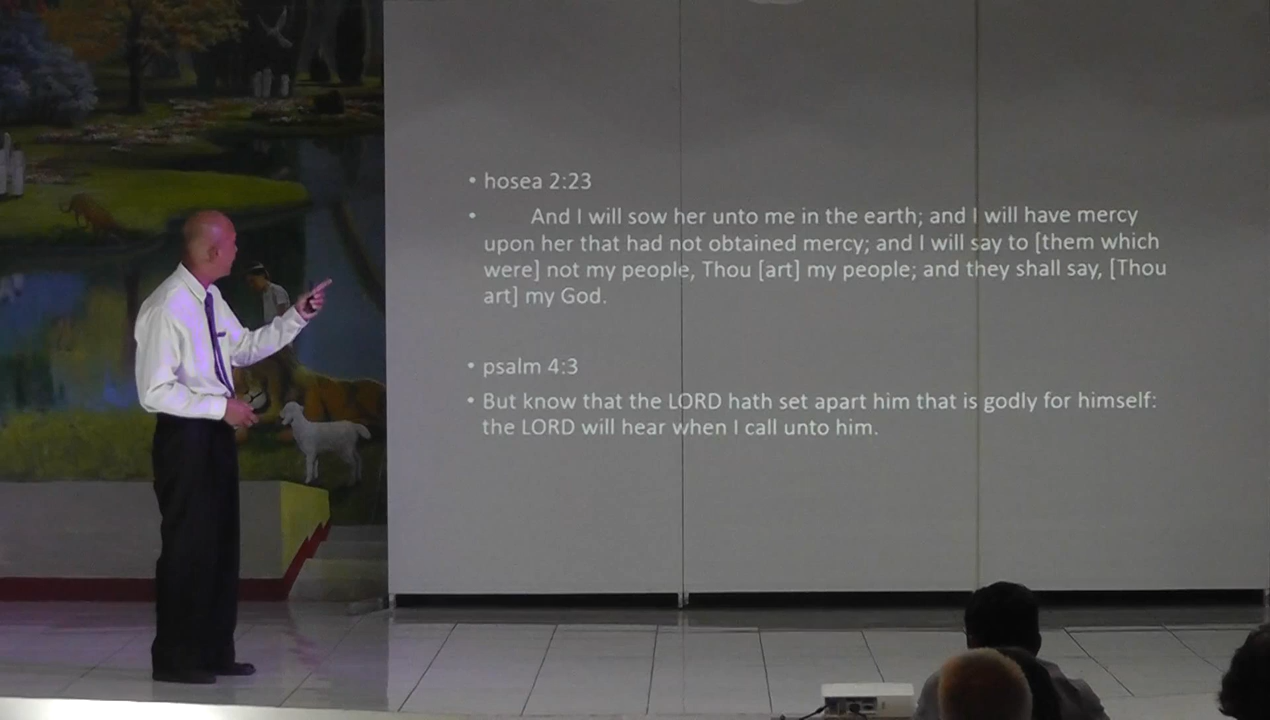 • hosea 2:23
• And I will sow her unto me in the earth; and I will have mercy
upon her that had not obtained mercy; and I will say to [them which
were] not my people, Thou [art] my people; and they shall say, [Thou
art] my God.
• psalm 4:3
• But know that the LORD hath set apart him that is godly for himself:
the LORD will hear when I call unto him.